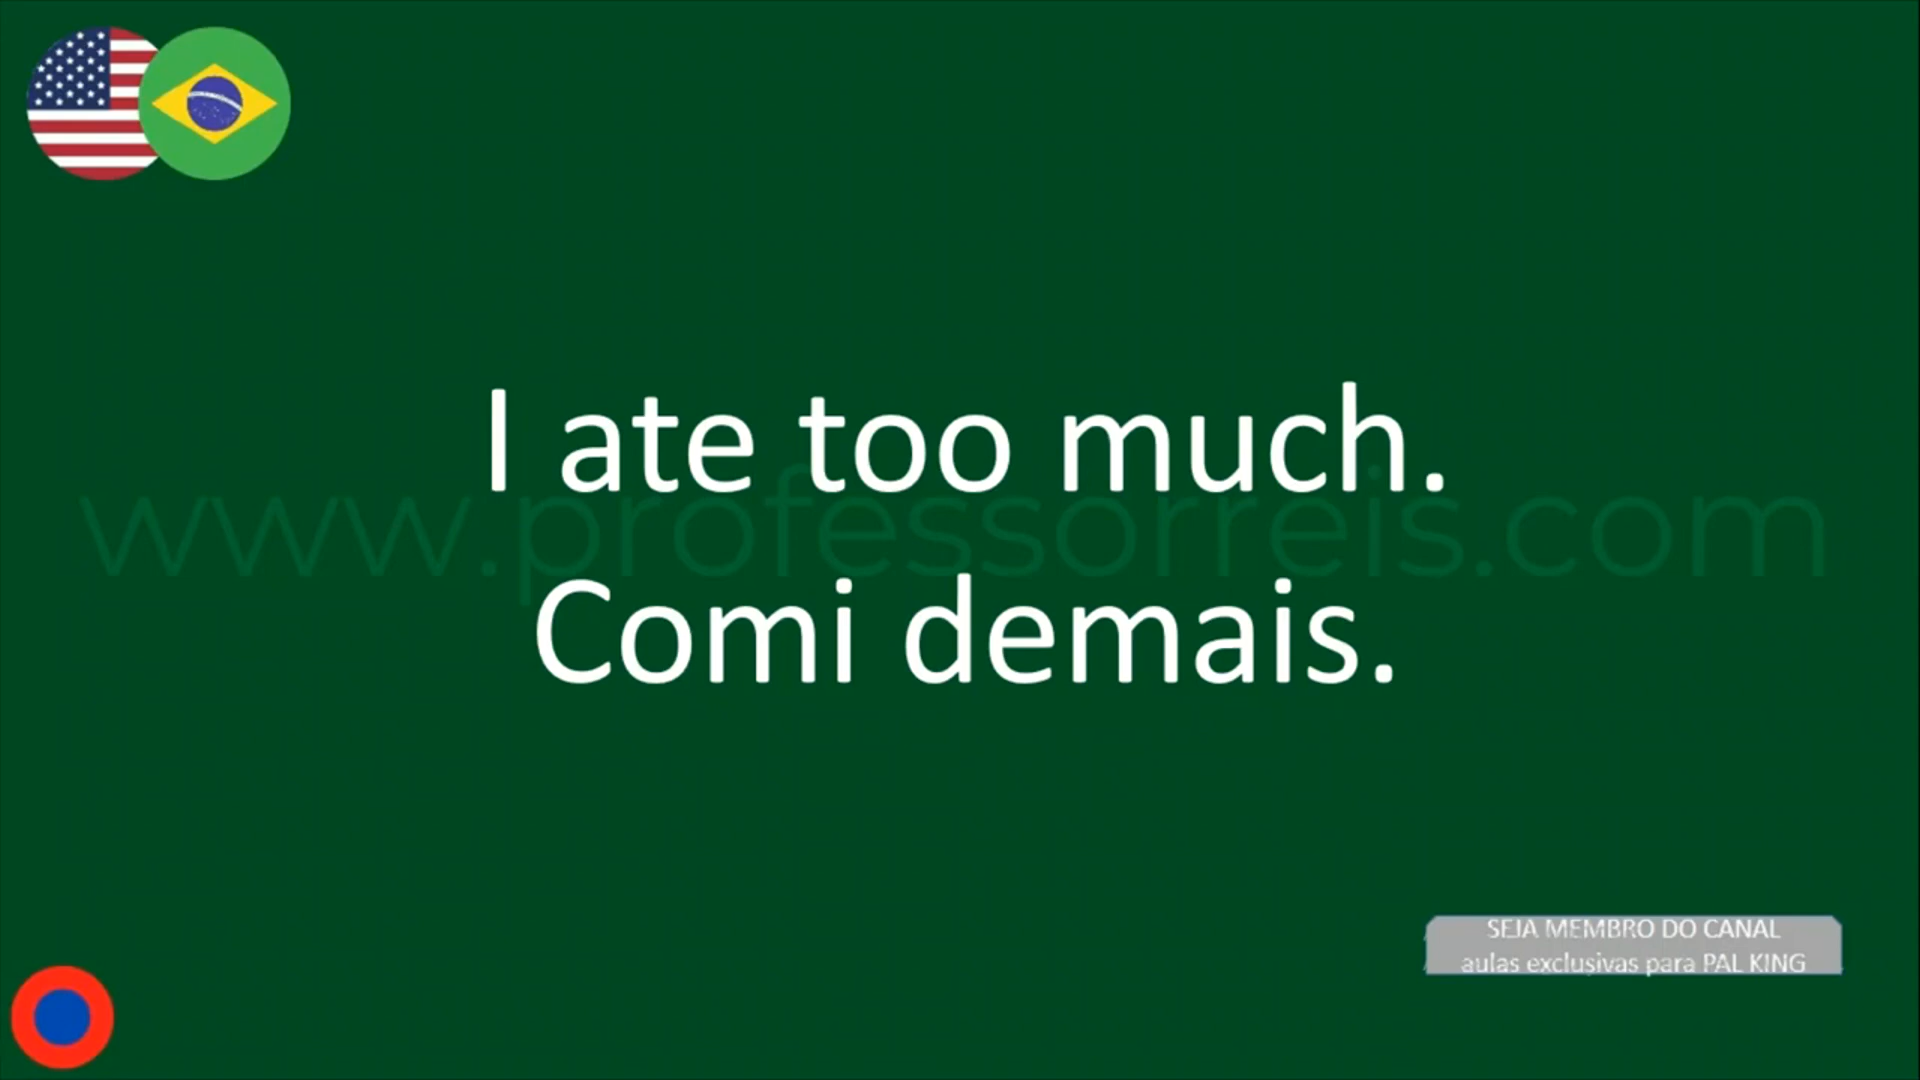 I ate too much.
www.professorreis.com
Comi demais.
SEJA MEMBRO DO CANAL
aulas exclusivas para PAL KING